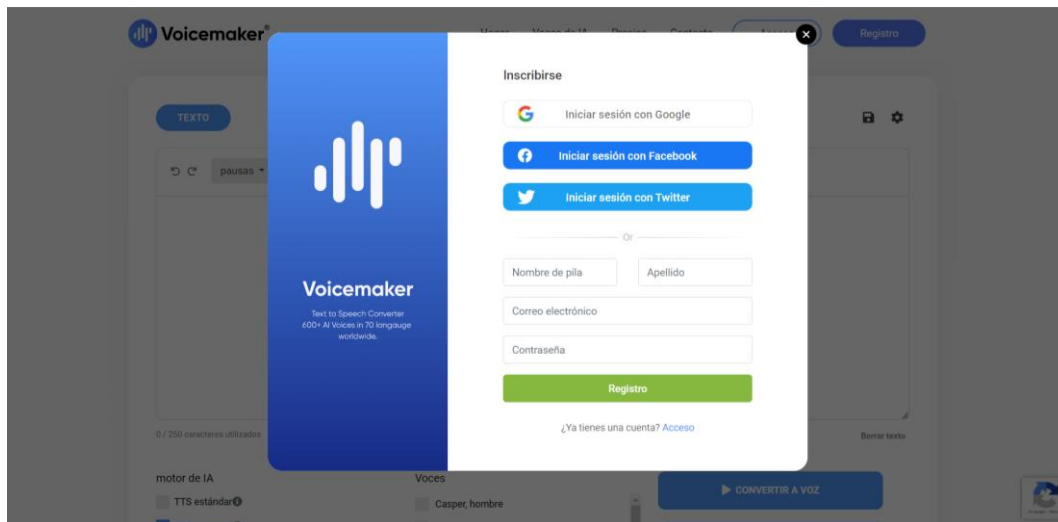 Voicemaker®
Registro
Inscribirse
TEXTO
Iniciar sesión con Google
Iniciar sesión con Facebook
pausas
Iniciar sesión con Twitter
Or
Nombre de pila
Apellido
Voicemaker
Text to Speech Converter
600+ AI Voices in 70 langauge
worldwide.
Correo electrónico
Contraseña
Registro
¿Ya tienes una cuenta? Acceso
0 / 250 caracteres utilizados
Borrar texto
motor de IA
Voces
TTS estándar
Casper, hombre
CONVERTIR A VOZ